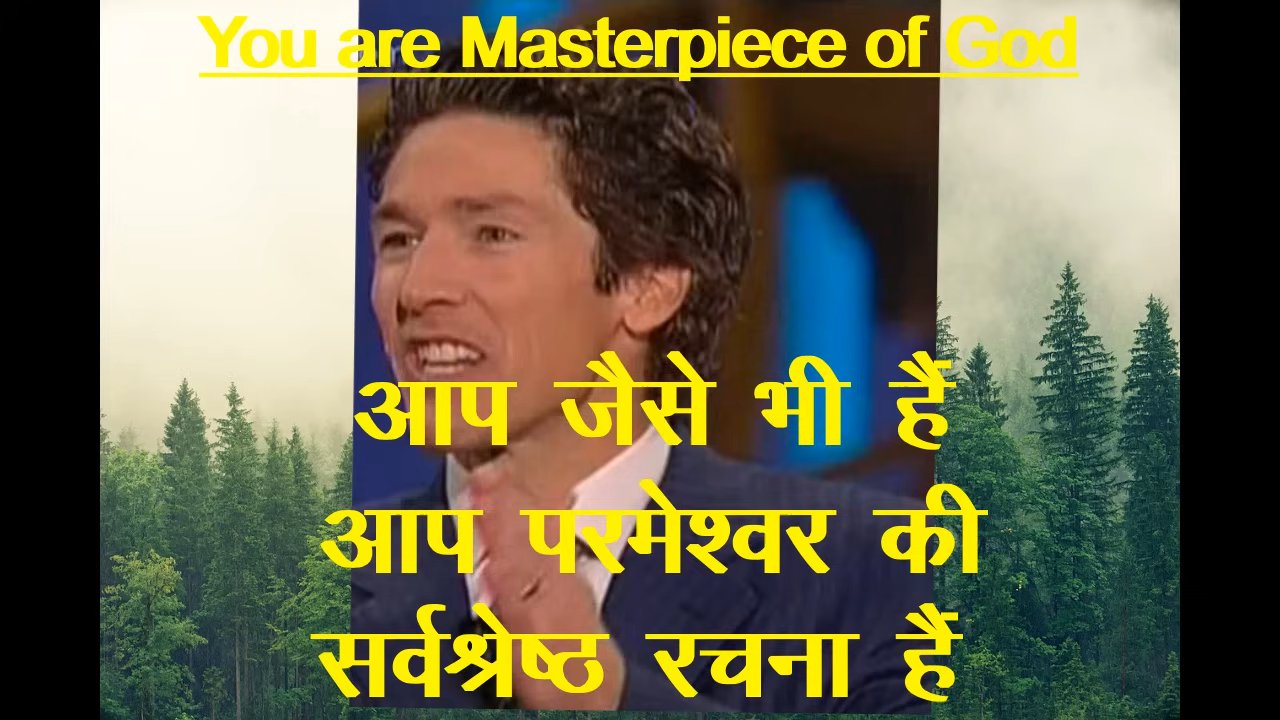 You are Masterpiece of God
आप जैसे भी हैं
आप परमेश्वर की
सर्वश्रेष्ठ रचना हैं